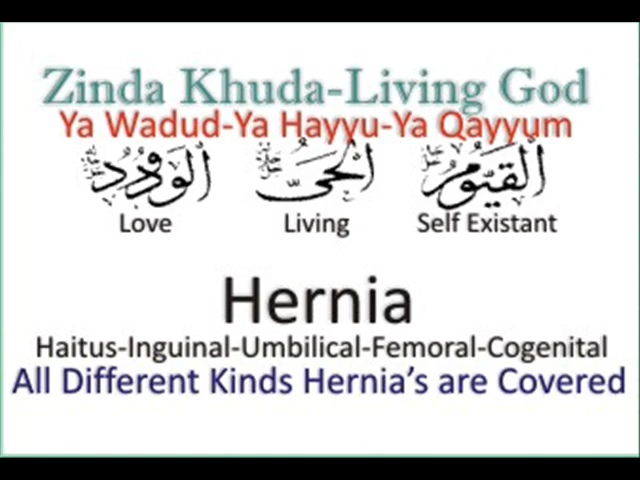 Zinda Khuda-Living God
Ya Wadud-Ya Hayyu-Ya Qayyum
الودود الحي القيوم
Love Living Self Existant
Hernia
Haitus-Inguinal-Umbilical-Femoral-Cogenital
All Different Kinds Hernia's are Covered